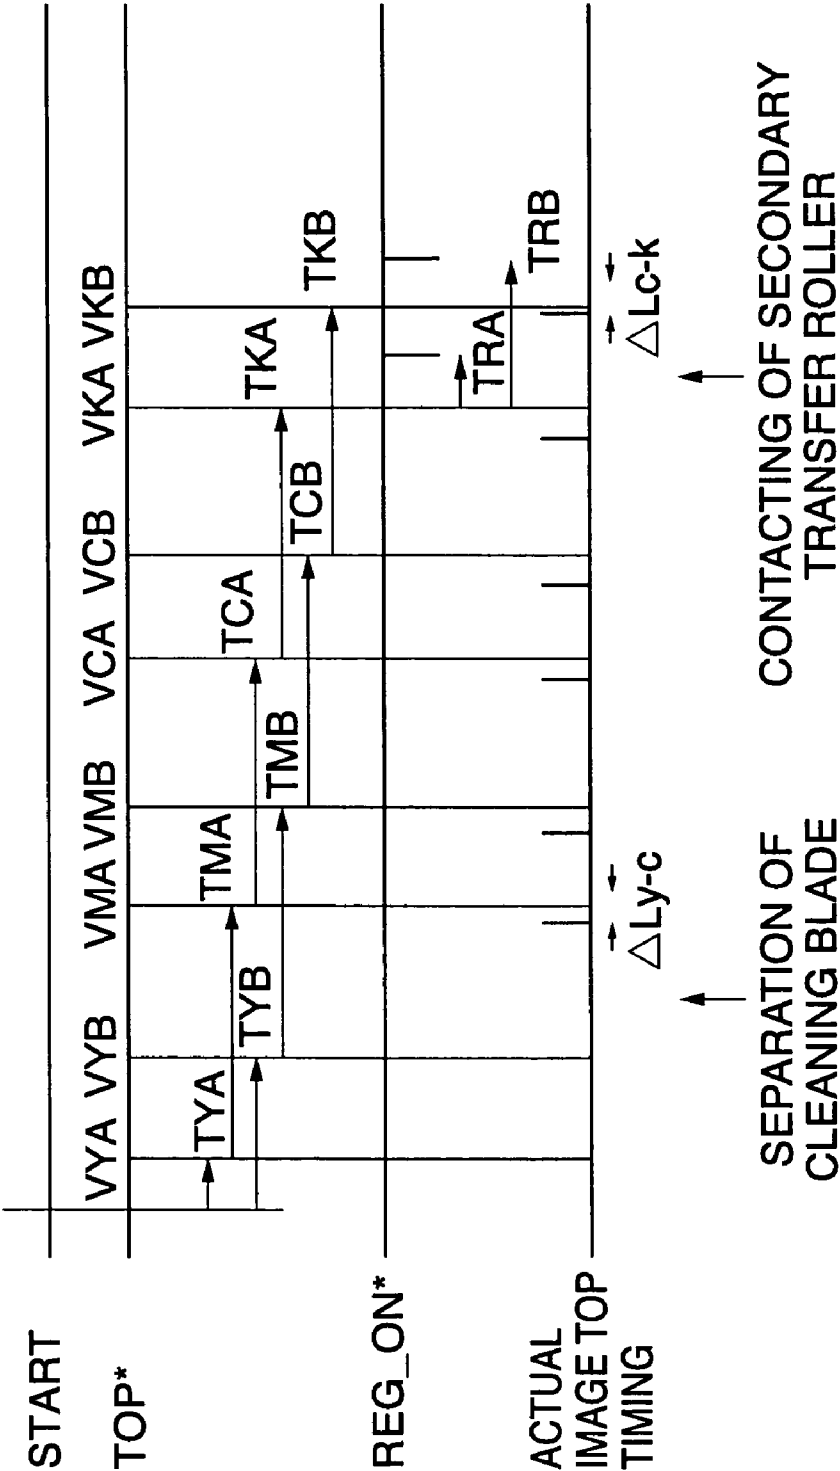 START
TOP*
VYA VYB
VMA VMB
VCA VCB
VKA VKB
TYA
TYB
TMA
TMB
TCA
TCB
TKA
TKB
REG_ON*
TRA
TRB
ACTUAL
IMAGE TOP
TIMING
△Ly-c
△Lc-k
SEPARATION OF
CLEANING BLADE
CONTACTING OF SECONDARY
TRANSFER ROLLER